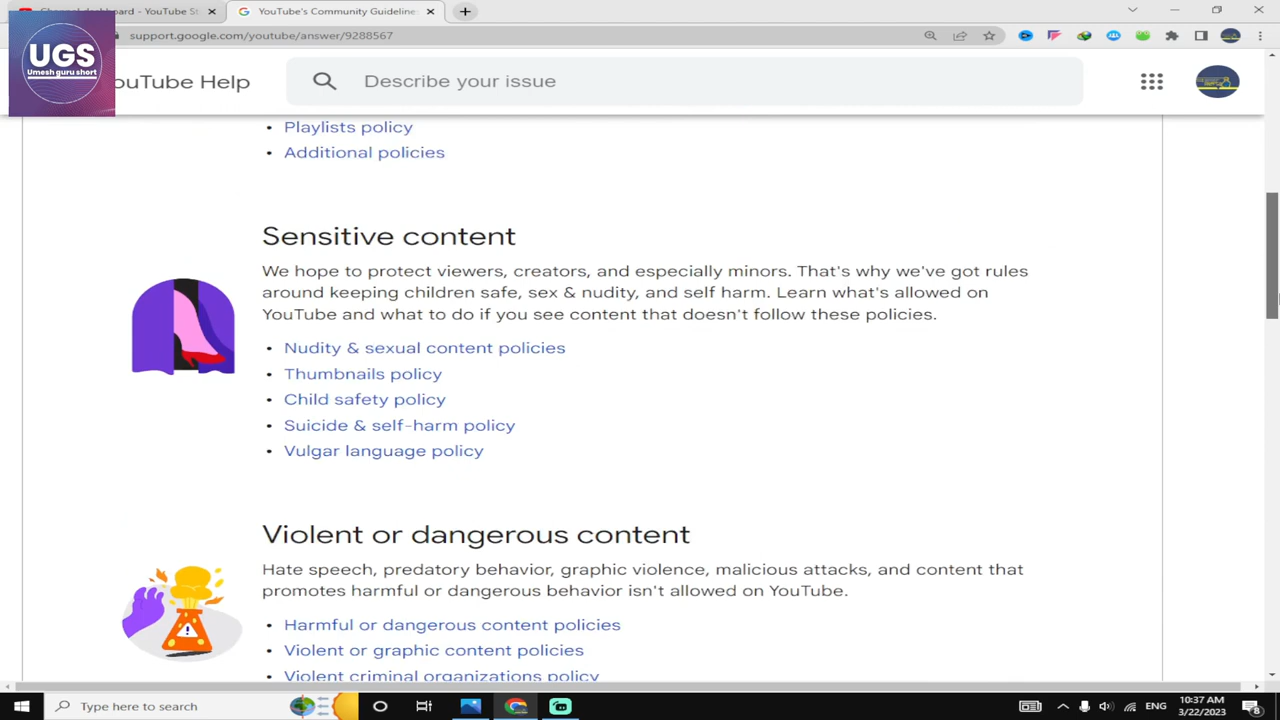 Channel dashboard - YouTube St
YouTube's Community Guideline
support.google.com/youtube/answer/9288567
UGS
Umesh guru short
ouTube Help
Describe your issue
• Playlists policy
• Additional policies
Sensitive content
We hope to protect viewers, creators, and especially minors. That's why we've got rules
around keeping children safe, sex & nudity, and self harm. Learn what's allowed on
YouTube and what to do if you see content that doesn't follow these policies.
• Nudity & sexual content policies
• Thumbnails policy
• Child safety policy
• Suicide & self-harm policy
• Vulgar language policy
Violent or dangerous content
Hate speech, predatory behavior, graphic violence, malicious attacks, and content that
promotes harmful or dangerous behavior isn't allowed on YouTube.
• Harmful or dangerous content policies
• Violent or graphic content policies
Violent criminal organizations policy
Type here to search
10:37 AM
3/22/2023
8